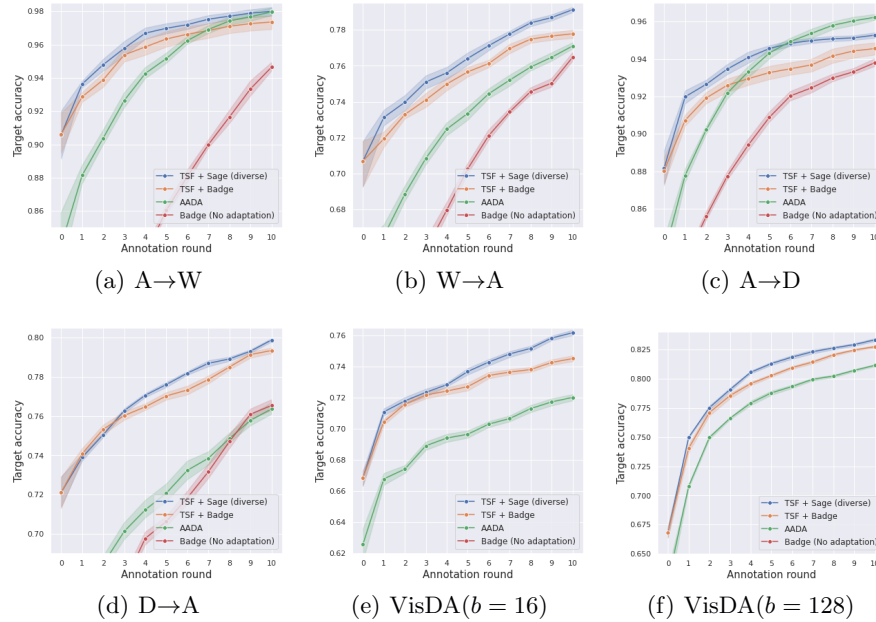 0.98
0.96
0.94
0.92
0.90
0.88
0.86
Target accuracy
TSF + Sage (diverse)
TSF + Badge
AADA
Badge (No adaptation)
0 1 2 3 4 5 6 7 8 9 10
Annotation round
(a) A→W
0.78
0.76
0.74
0.72
0.70
0.68
Target accuracy
TSF + Sage (diverse)
TSF + Badge
AADA
Badge (No adaptation)
0 1 2 3 4 5 6 7 8 9 10
Annotation round
(b) W→A
0.96
0.94
0.92
0.90
0.88
0.86
Target accuracy
TSF + Sage (diverse)
TSF + Badge
AADA
Badge (No adaptation)
0 1 2 3 4 5 6 7 8 9 10
Annotation round
(c) A→D
0.80
0.78
0.76
0.74
0.72
0.70
Target accuracy
TSF + Sage (diverse)
TSF + Badge
AADA
Badge (No adaptation)
0 1 2 3 4 5 6 7 8 9 10
Annotation round
(d) D→A
0.76
0.74
0.72
0.70
0.68
0.66
0.64
0.62
Target accuracy
TSF + Sage (diverse)
TSF + Badge
AADA
Badge (No adaptation)
0 1 2 3 4 5 6 7 8 9 10
Annotation round
(e) VisDA(b = 16)
0.825
0.800
0.775
0.750
0.725
0.700
0.675
0.650
Target accuracy
TSF + Sage (diverse)
TSF + Badge
AADA
Badge (No adaptation)
0 1 2 3 4 5 6 7 8 9 10
Annotation round
(f) VisDA(b = 128)